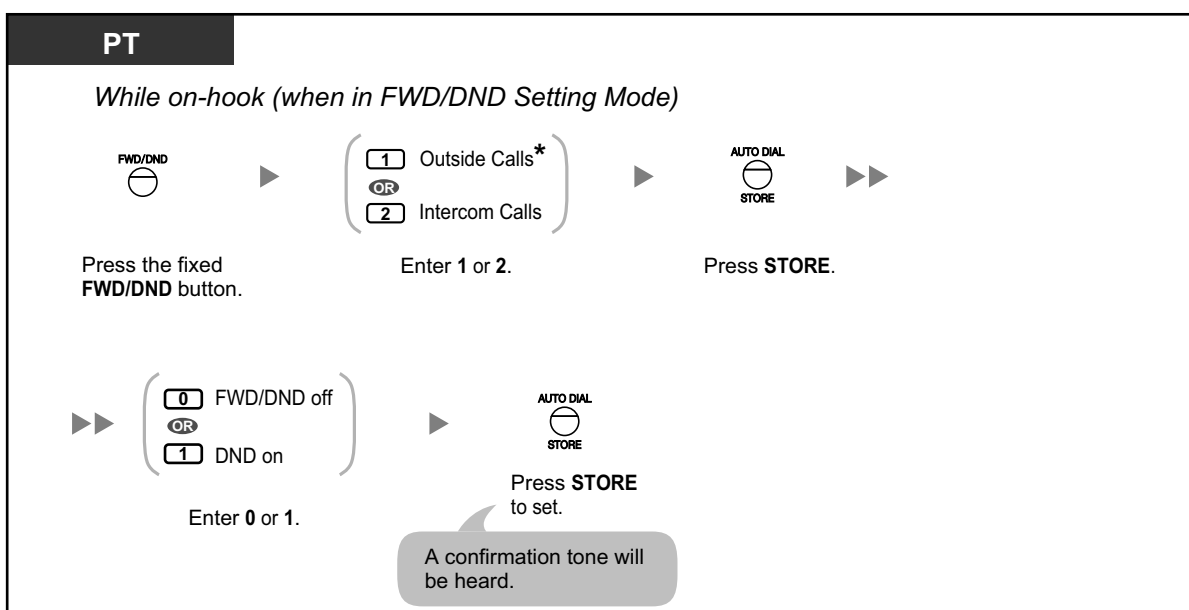 PT
While on-hook (when in FWD/DND Setting Mode)
FWD/DND
1 Outside Calls*
OR
2 Intercom Calls
AUTO DIAL
STORE
Press the fixed
FWD/DND button.
Enter 1 or 2.
Press STORE.
0 FWD/DND off
OR
1 DND on
AUTO DIAL
STORE
Enter 0 or 1.
Press STORE
to set.
A confirmation tone will
be heard.